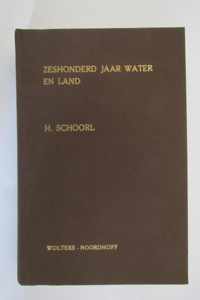 ZESHONDERD JAAR WATER
EN LAND
H. SCHOORL
WOLTERS - NOORDHOFF